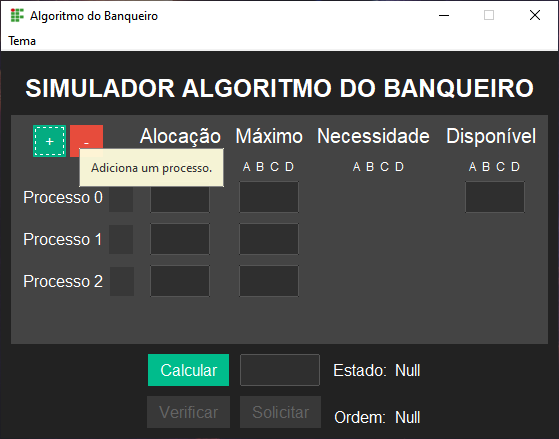 Algoritmo do Banqueiro
Tema
SIMULADOR ALGORITMO DO BANQUEIRO
+ - Alocação Máximo Necessidade Disponível
A B C D A B C D A B C D A B C D
Adiciona um processo.
Processo 0
Processo 1
Processo 2
Calcular Estado: Null
Verificar Solicitar Ordem: Null